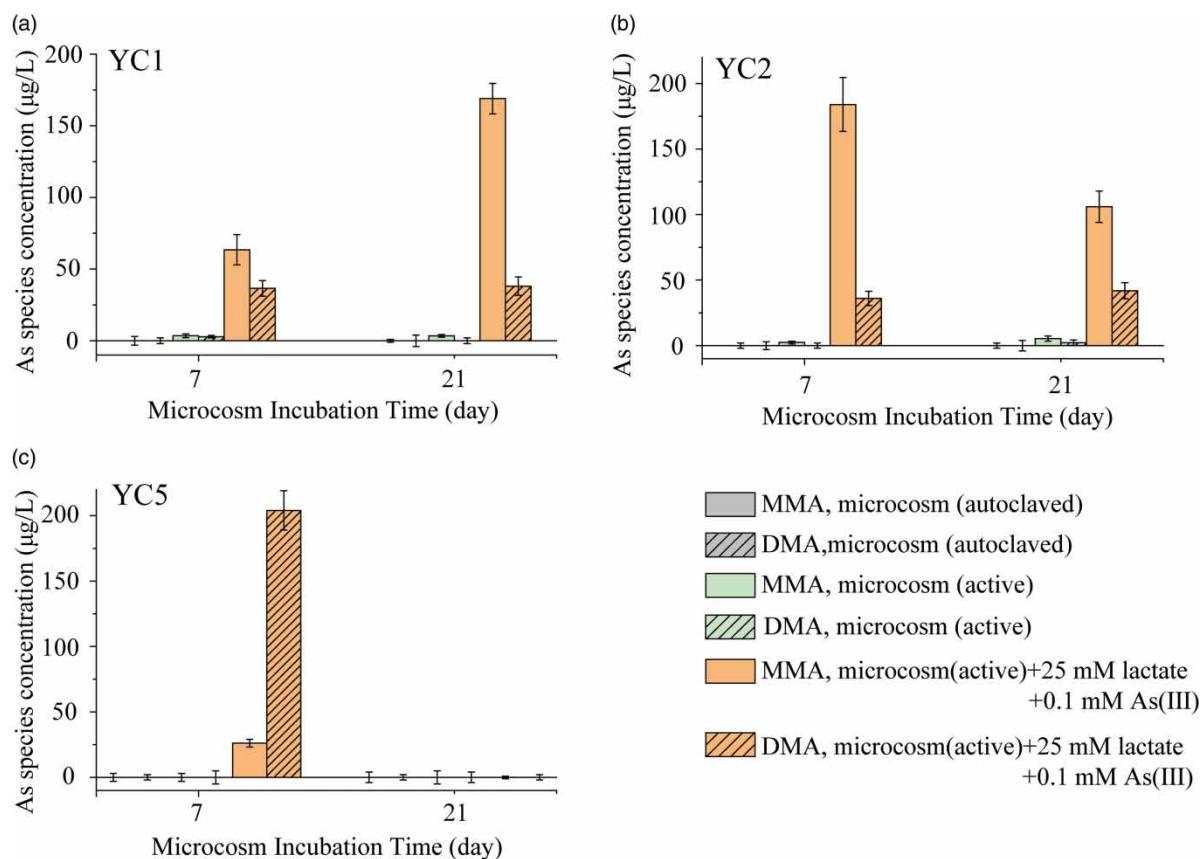 (a)
YC1
As species concentration (μg/L)
200
150
100
50
0
7
21
Microcosm Incubation Time (day)
(b)
YC2
As species concentration (μg/L)
200
150
100
50
0
7
21
Microcosm Incubation Time (day)
(c)
YC5
As species concentration (μg/L)
200
150
100
50
0
7
21
Microcosm Incubation Time (day)
MMA, microcosm (autoclaved)
DMA,microcosm (autoclaved)
MMA, microcosm (active)
DMA, microcosm (active)
MMA, microcosm(active)+25 mM lactate
+0.1 mM As(III)
DMA, microcosm(active)+25 mM lactate
+0.1 mM As(III)